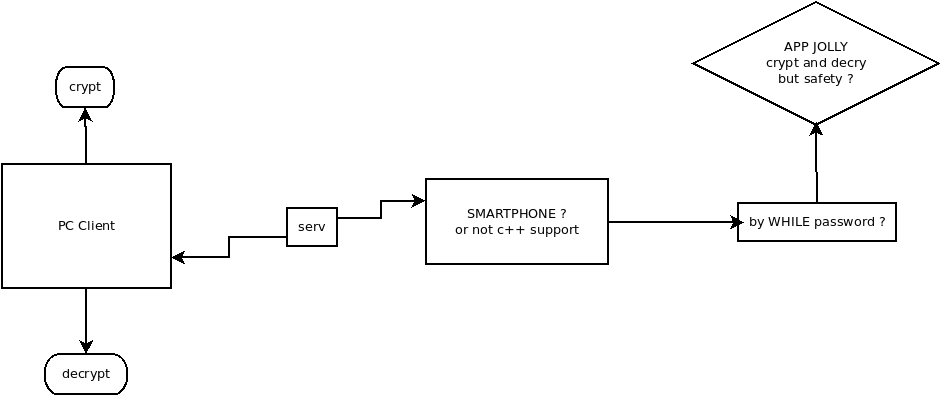 APP JOLLY
crypt and decry
but safety ?
crypt
PC Client
serv
SMARTPHONE ?
or not c++ support
by WHILE password ?
decrypt